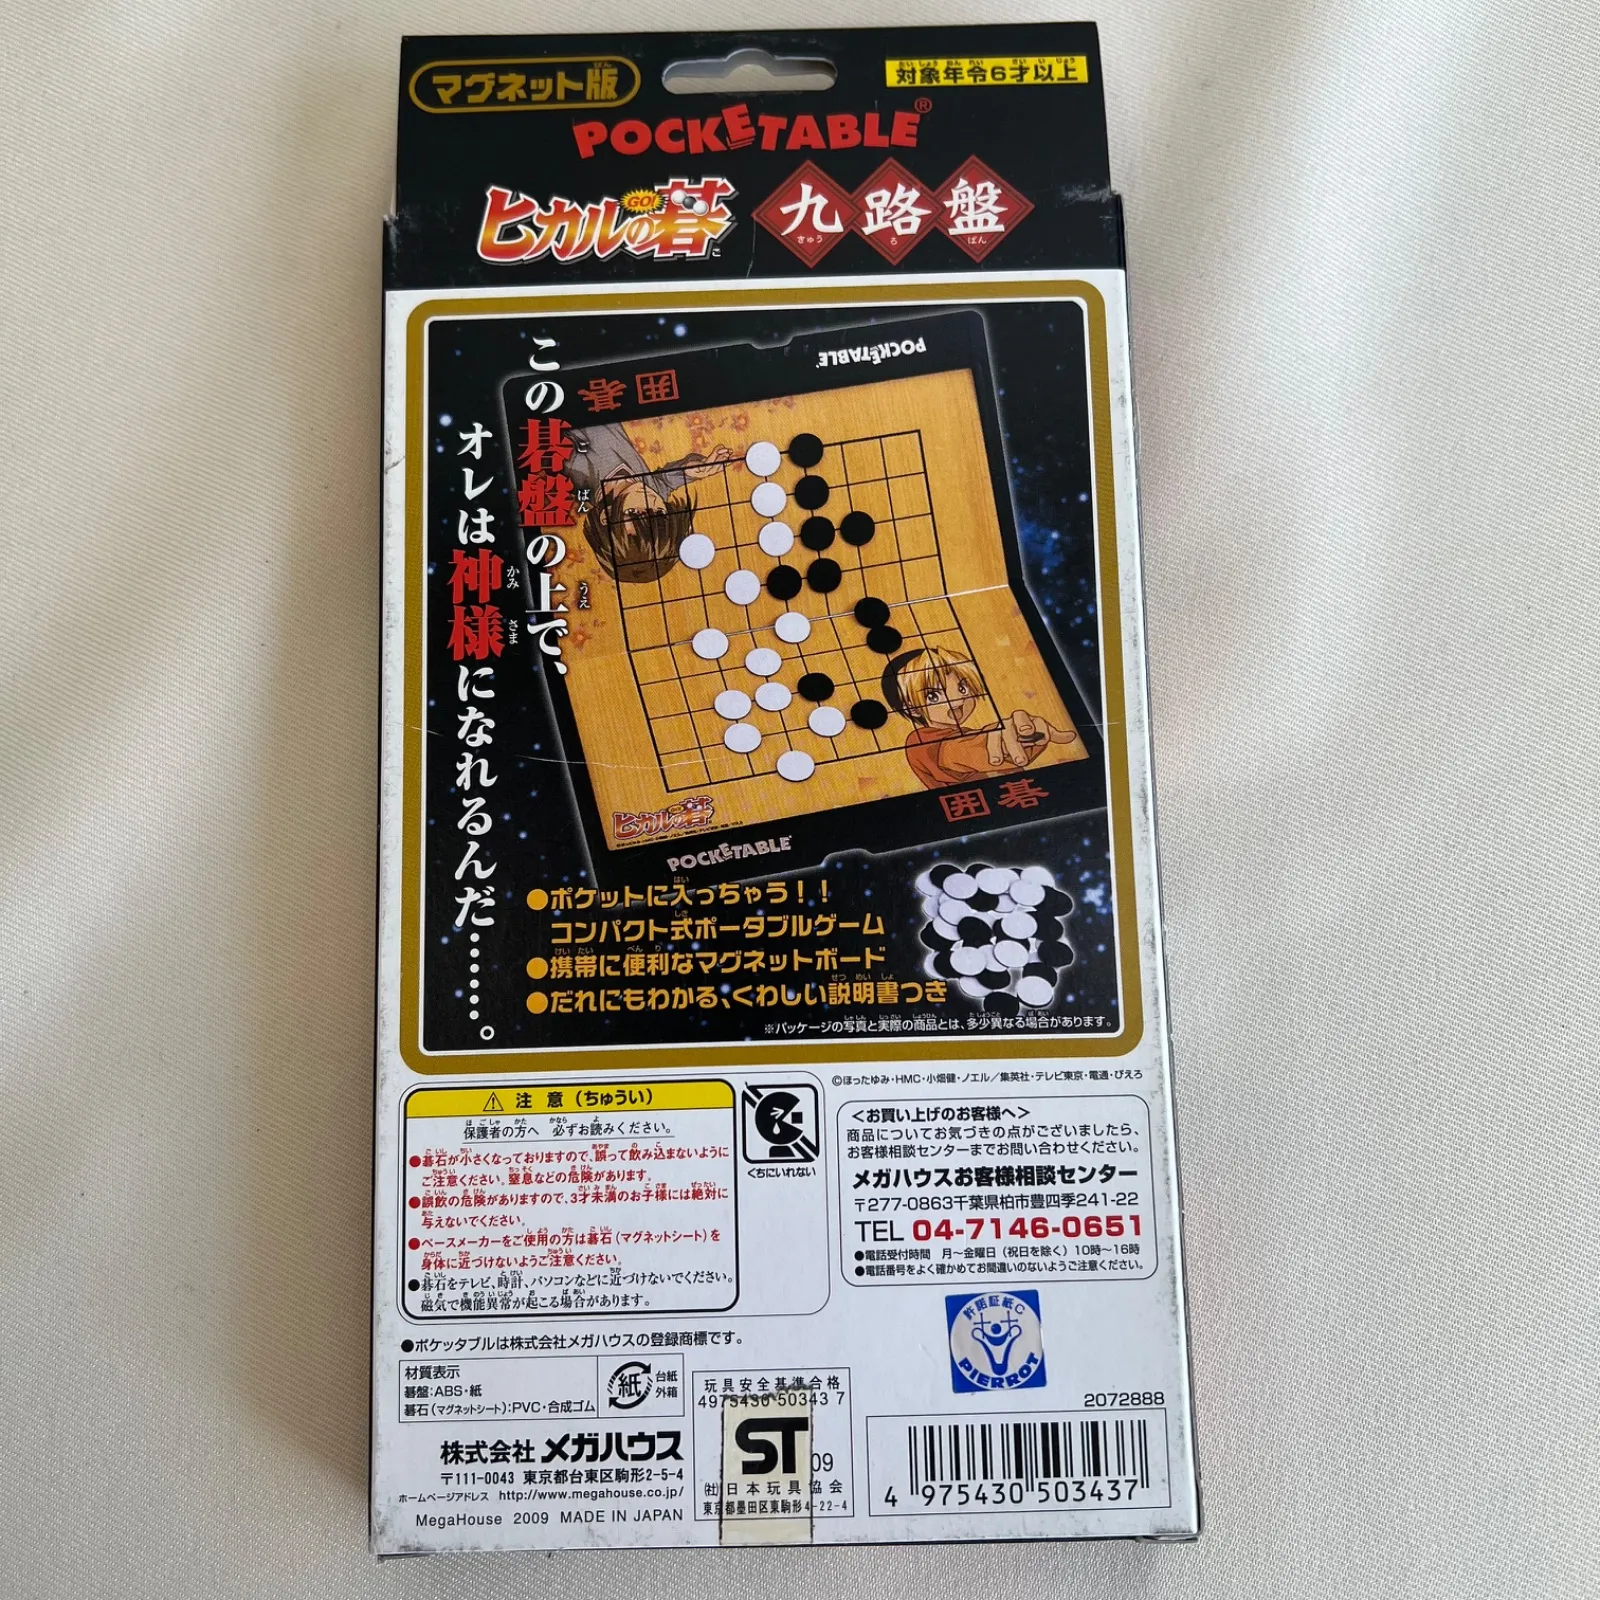 マグネット版
対象年令6才以上
POCKETABLE®
ヒカルの碁
GO!
九路盤
きゅう ろ ばん
この碁盤の上で、
オレは神様になれるんだ……。
POCKETABLE
囲碁
囲碁
ヒカルの碁
POCKETABLE
●ポケットに入っちゃう!!
コンパクト式ポータブルゲーム
●携帯に便利なマグネットボード
●だれにもわかる、くわしい説明書つき
※パッケージの写真と実際の商品とは、多少異なる場合があります。
©ほったゆみ・HMC・小畑健・ノエル/集英社・テレビ東京・電通・ぴえろ
⚠ 注意(ちゅうい)
保護者の方へ 必ずお読みください。
●碁石が小さくなっておりますので、誤って飲み込まないように
ご注意ください。窒息などの危険があります。
●誤飲の危険がありますので、3才未満のお子様には絶対に
与えないでください。
●ペースメーカーをご使用の方は碁石(マグネットシート)を
身体に近づけないようご注意ください。
●碁石をテレビ、時計、パソコンなどに近づけないでください。
磁気で機能異常が起こる場合があります。
くちにいれない
<お買い上げのお客様へ>
商品についてお気づきの点がございましたら、
お客様相談センターまでお問い合わせください。
メガハウスお客様相談センター
〒277-0863千葉県柏市豊四季241-22
TEL 04-7146-0651
●電話受付時間 月～金曜日(祝日を除く)10時～16時
●電話番号をよく確かめてお間違いのないようご注意ください。
●ポケッタブルは株式会社メガハウスの登録商標です。
材質表示
碁盤:ABS・紙
碁石(マグネットシート):PVC・合成ゴム
紙
台紙
外箱
株式会社メガハウス
〒111-0043 東京都台東区駒形2-5-4
ホームページアドレス http://www.megahouse.co.jp/
MegaHouse 2009 MADE IN JAPAN
玩具安全基準合格
4975430 50343 7
ST
09
(社)日本玩具協会
東京都墨田区東駒形4-22-4
許諾証紙C
PIERROT
2072888
4 975430 503437